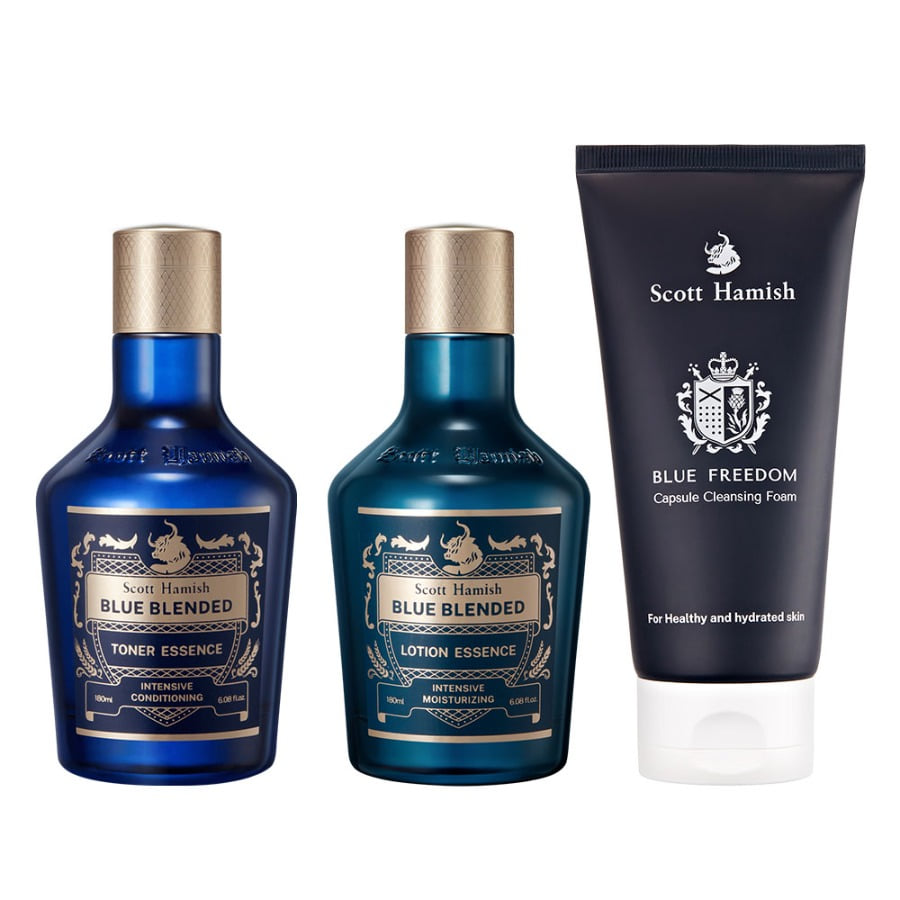 Scott Hamish
Scott Hamish
BLUE BLENDED
TONER ESSENCE
INTENSIVE
CONDITIONING
180ml
6.08 fl.oz.
Scott Hamish
Scott Hamish
BLUE BLENDED
LOTION ESSENCE
INTENSIVE
MOISTURIZING
180ml
6.08 fl.oz.
Scott Hamish
BLUE FREEDOM
Capsule Cleansing Foam
For Healthy and hydrated skin